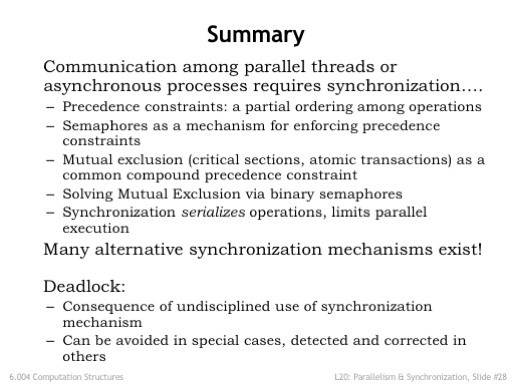 Summary
Communication among parallel threads or
asynchronous processes requires synchronization....
– Precedence constraints: a partial ordering among operations
– Semaphores as a mechanism for enforcing precedence
constraints
– Mutual exclusion (critical sections, atomic transactions) as a
common compound precedence constraint
– Solving Mutual Exclusion via binary semaphores
– Synchronization serializes operations, limits parallel
execution
Many alternative synchronization mechanisms exist!
Deadlock:
– Consequence of undisciplined use of synchronization
mechanism
– Can be avoided in special cases, detected and corrected in
others
6.004 Computation Structures
L20: Parallelism & Synchronization, Slide #28